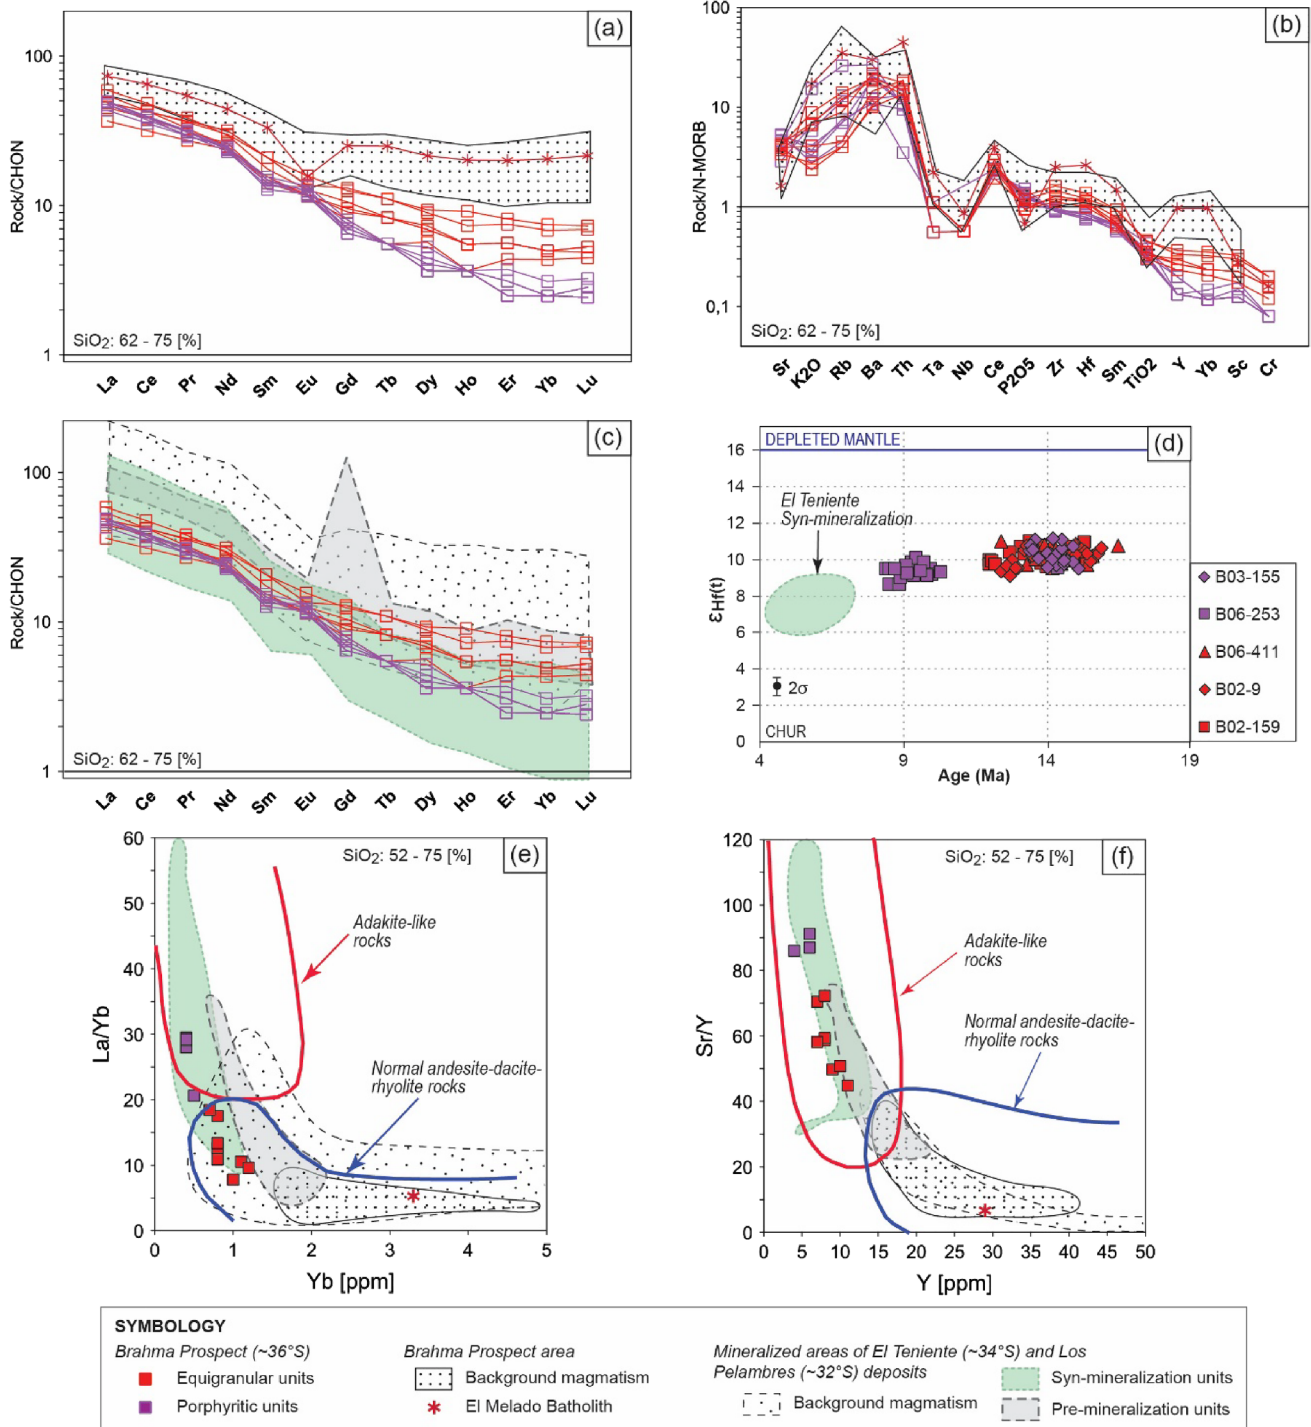 (a)
100
10
1
Rock/CHON
SiO₂: 62 - 75 [%]
La Ce Pr Nd Sm Eu Gd Tb Dy Ho Er Yb Lu
(b)
100
10
1
0,1
Rock/N-MORB
SiO₂: 62 - 75 [%]
Sr K2O Rb Ba Th Ta Nb Ce P2O5 Zr Hf Sm TiO2 Y Yb Sc Cr
(c)
100
10
1
Rock/CHON
SiO₂: 62 - 75 [%]
La Ce Pr Nd Sm Eu Gd Tb Dy Ho Er Yb Lu
(d)
DEPLETED MANTLE
16
14
12
10
8
6
4
2
0
εHf(t)
El Teniente
Syn-mineralization
2σ
CHUR
4 9 14 19
Age (Ma)
B03-155
B06-253
B06-411
B02-9
B02-159
(e)
SiO₂: 52 - 75 [%]
60
50
40
30
20
10
0
La/Yb
Adakite-like
rocks
Normal andesite-dacite-
rhyolite rocks
0 1 2 3 4 5
Yb [ppm]
(f)
SiO₂: 52 - 75 [%]
120
100
80
60
40
20
0
Sr/Y
Adakite-like
rocks
Normal andesite-dacite-
rhyolite rocks
0 5 10 15 20 25 30 35 40 45 50
Y [ppm]
SYMBOLOGY
Brahma Prospect (~36°S)
Equigranular units
Porphyritic units
Brahma Prospect area
Background magmatism
El Melado Batholith
Mineralized areas of El Teniente (~34°S) and Los
Pelambres (~32°S) deposits
Background magmatism
Syn-mineralization units
Pre-mineralization units